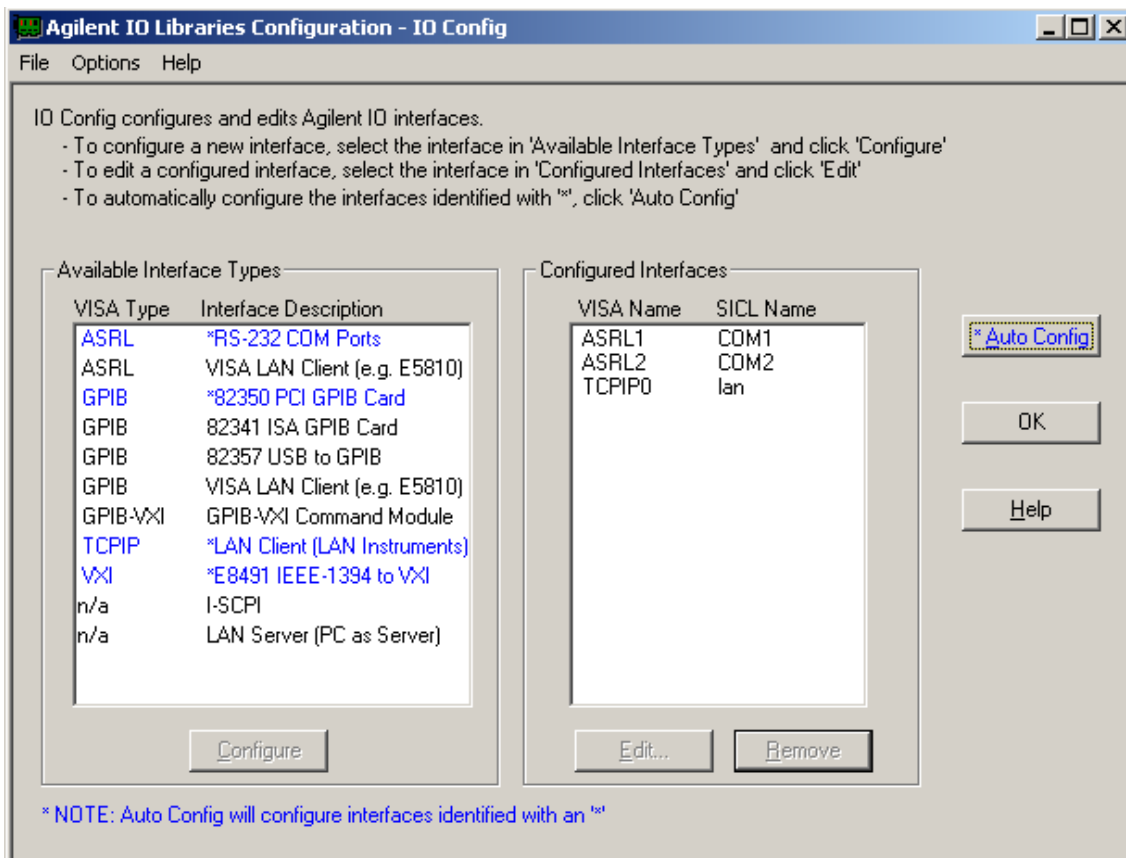 Agilent IO Libraries Configuration - IO Config
File Options Help
IO Config configures and edits Agilent IO interfaces.
- To configure a new interface, select the interface in 'Available Interface Types' and click 'Configure'
- To edit a configured interface, select the interface in 'Configured Interfaces' and click 'Edit'
- To automatically configure the interfaces identified with '*', click 'Auto Config'
Available Interface Types
VISA Type Interface Description
ASRL *RS-232 COM Ports
ASRL VISA LAN Client (e.g. E5810)
GPIB *82350 PCI GPIB Card
GPIB 82341 ISA GPIB Card
GPIB 82357 USB to GPIB
GPIB VISA LAN Client (e.g. E5810)
GPIB-VXI GPIB-VXI Command Module
TCPIP *LAN Client (LAN Instruments)
VXI *E8491 IEEE-1394 to VXI
n/a I-SCPI
n/a LAN Server (PC as Server)
Configure
Configured Interfaces
VISA Name SICL Name
ASRL1 COM1
ASRL2 COM2
TCPIP0 lan
Edit... Remove
* Auto Config
OK
Help
* NOTE: Auto Config will configure interfaces identified with an '*'